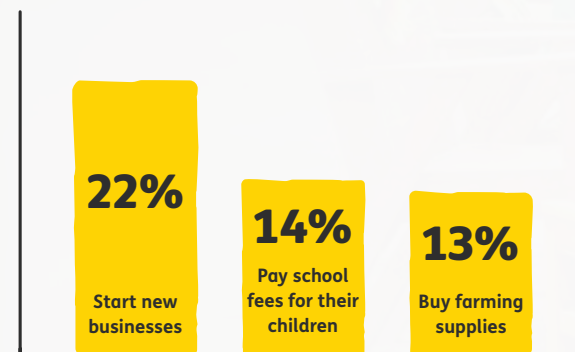 22%
Start new
businesses
14%
Pay school
fees for their
children
13%
Buy farming
supplies